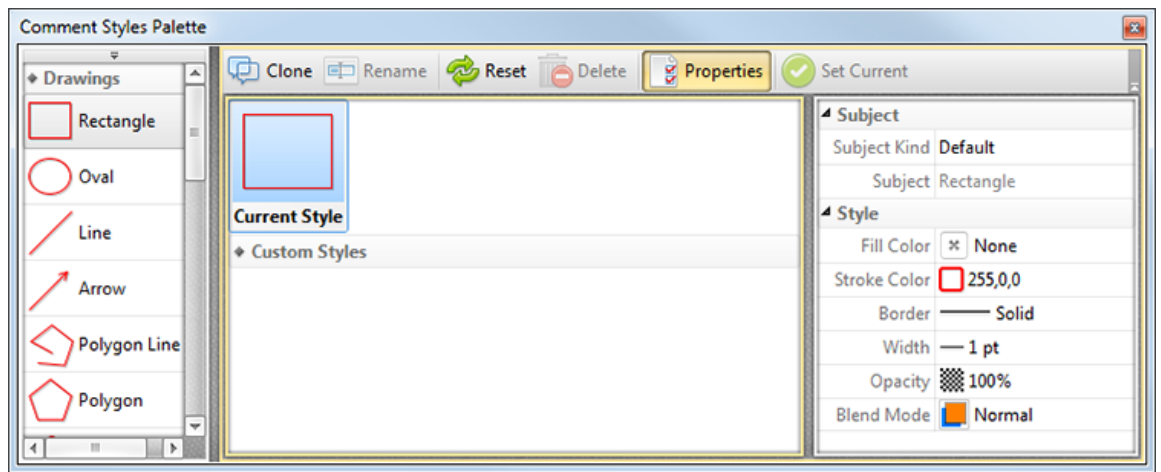 Comment Styles Palette
Drawings
Rectangle
Oval
Line
Arrow
Polygon Line
Polygon
Clone Rename Reset Delete Properties Set Current
Current Style
Custom Styles
Subject
Subject Kind Default
Subject Rectangle
Style
Fill Color None
Stroke Color 255,0,0
Border Solid
Width 1 pt
Opacity 100%
Blend Mode Normal